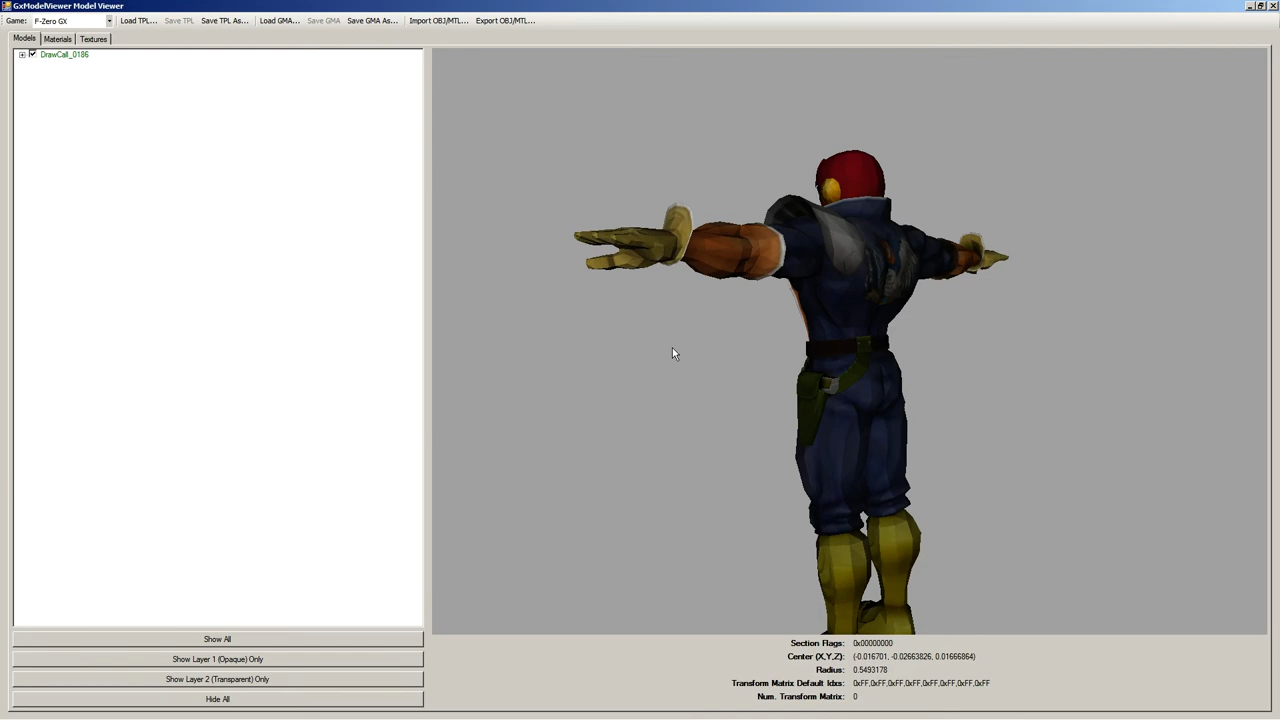 GxModelViewer Model Viewer
Game: F-Zero GX Load TPL... Save TPL Save TPL As... Load GMA... Save GMA Save GMA As... Import OBJ/MTL... Export OBJ/MTL...
Models Materials Textures
DrawCall_0186
Show All
Show Layer 1 (Opaque) Only
Show Layer 2 (Transparent) Only
Hide All
Section Flags: 0x00000000
Center (X,Y,Z): (-0.016701, -0.02663826, 0.01666864)
Radius: 0.5493178
Transform Matrix Default Idxs: 0xFF,0xFF,0xFF,0xFF,0xFF,0xFF,0xFF,0xFF
Num. Transform Matrix: 0